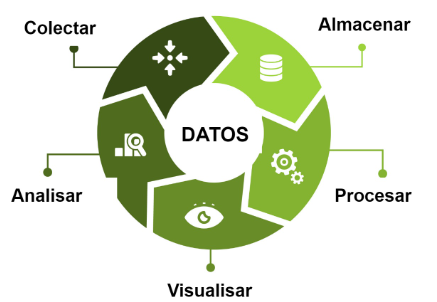 Colectar
Almacenar
DATOS
Analisar
Procesar
Visualisar